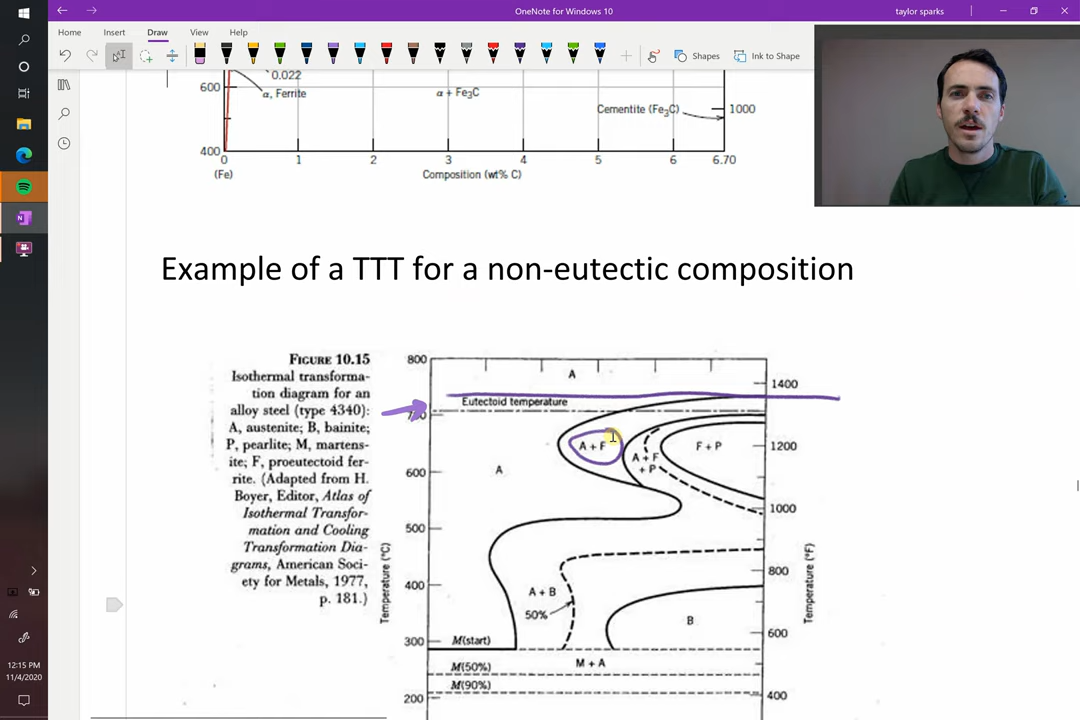 OneNote for Windows 10
taylor sparks
Home Insert Draw View Help
Shapes Ink to Shape
0.022
600
α, Ferrite
α + Fe3C
Cementite (Fe3C)
1000
400
0 1 2 3 4 5 6 6.70
(Fe)
Composition (wt% C)
Example of a TTT for a non-eutectic composition
FIGURE 10.15
Isothermal transforma-
tion diagram for an
alloy steel (type 4340):
A, austenite; B, bainite;
P, pearlite; M, martens-
ite; F, proeutectoid fer-
rite. (Adapted from H.
Boyer, Editor, Atlas of
Isothermal Transfor-
mation and Cooling
Transformation Dia-
grams, American Soci-
ety for Metals, 1977,
p. 181.)
800
A
1400
Eutectoid temperature
A + F
F + P
1200
A + F
+ P
A
600
1000
500
Temperature (°C)
Temperature (°F)
800
400
A + B
50%
B
300
M(start)
600
M + A
M(50%)
M(90%)
200
400
12:15 PM
11/4/2020